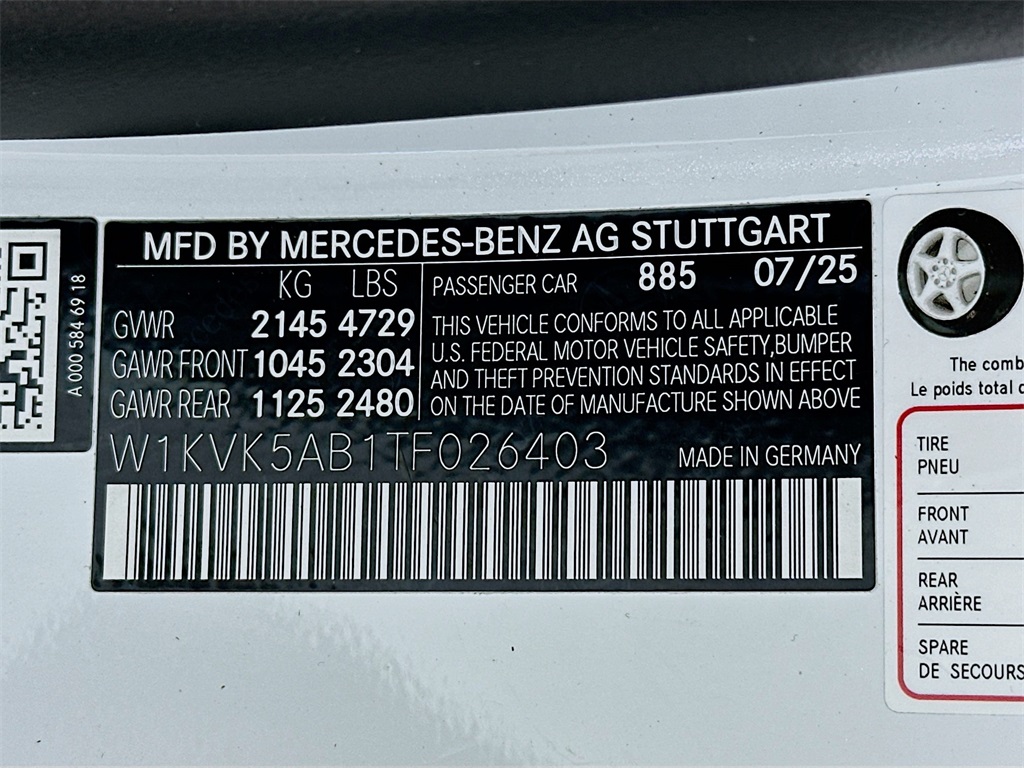 A 000 584 69 18
MFD BY MERCEDES-BENZ AG STUTTGART
KG LBS
GVWR 2145 4729
GAWR FRONT 1045 2304
GAWR REAR 1125 2480
PASSENGER CAR 885 07/25
THIS VEHICLE CONFORMS TO ALL APPLICABLE
U.S. FEDERAL MOTOR VEHICLE SAFETY,BUMPER
AND THEFT PREVENTION STANDARDS IN EFFECT
ON THE DATE OF MANUFACTURE SHOWN ABOVE
W1KVK5AB1TF026403
MADE IN GERMANY
The comb
Le poids total
TIRE
PNEU
FRONT
AVANT
REAR
ARRIÈRE
SPARE
DE SECOURS